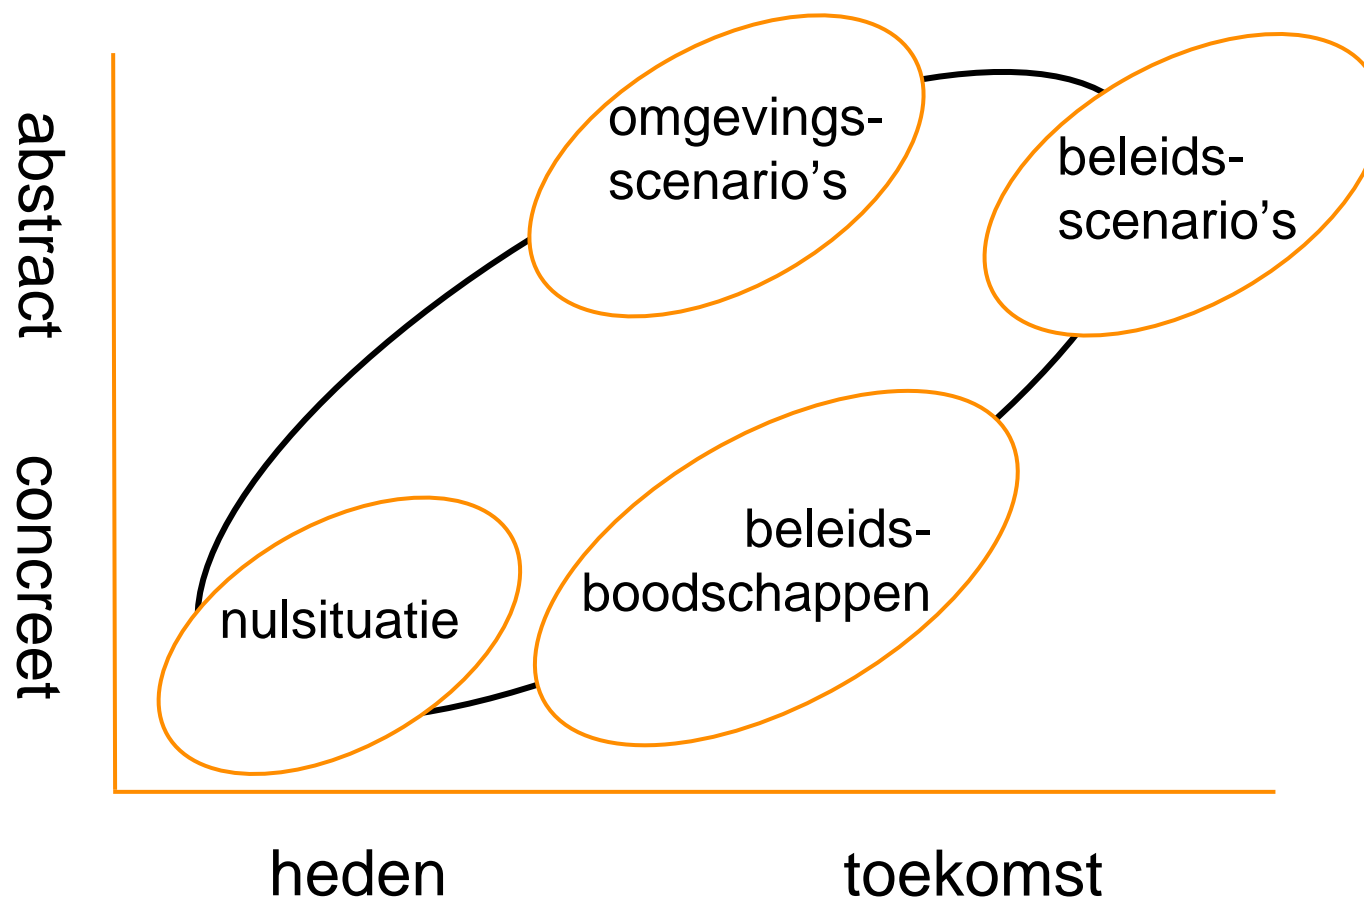 abstract
concreet
omgevings-
scenario’s
beleids-
scenario’s
beleids-
boodschappen
nulsituatie
heden
toekomst